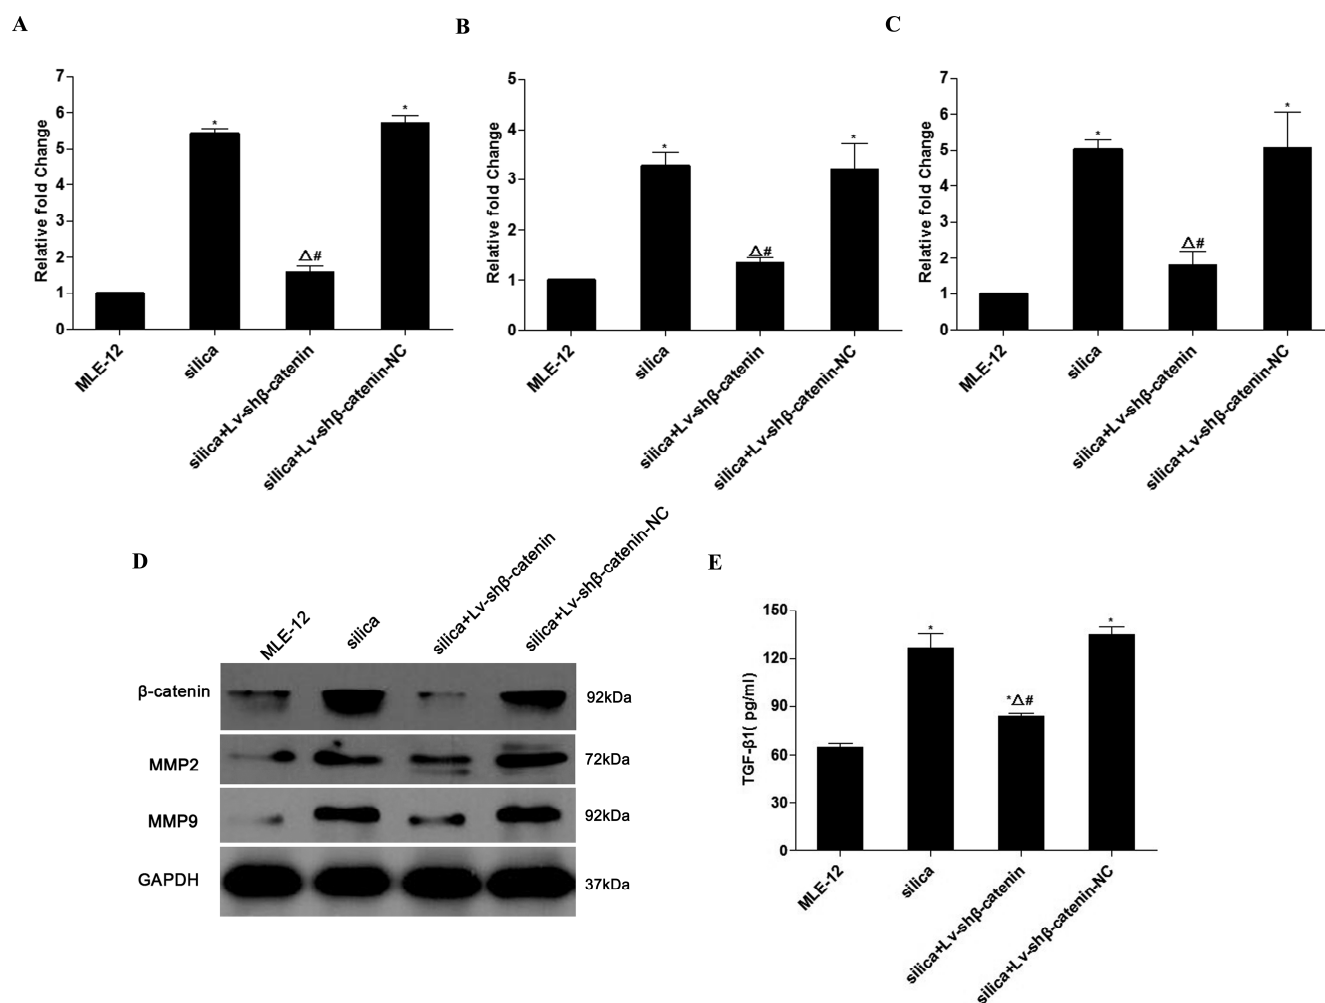 A
Relative fold Change
7
6
5
4
3
2
1
0
*
△#
*
MLE-12
silica
silica+Lv-shβ-catenin
silica+Lv-shβ-catenin-NC
B
Relative fold Change
5
4
3
2
1
0
*
△#
*
MLE-12
silica
silica+Lv-shβ-catenin
silica+Lv-shβ-catenin-NC
C
Relative fold Change
7
6
5
4
3
2
1
0
*
△#
*
MLE-12
silica
silica+Lv-shβ-catenin
silica+Lv-shβ-catenin-NC
D
MLE-12
silica
silica+Lv-shβ-catenin
silica+Lv-shβ-catenin-NC
β-catenin 92kDa
MMP2 72kDa
MMP9 92kDa
GAPDH 37kDa
E
TGF-β1( pg/ml)
150
120
90
60
30
0
*
*△#
*
MLE-12
silica
silica+Lv-shβ-catenin
silica+Lv-shβ-catenin-NC